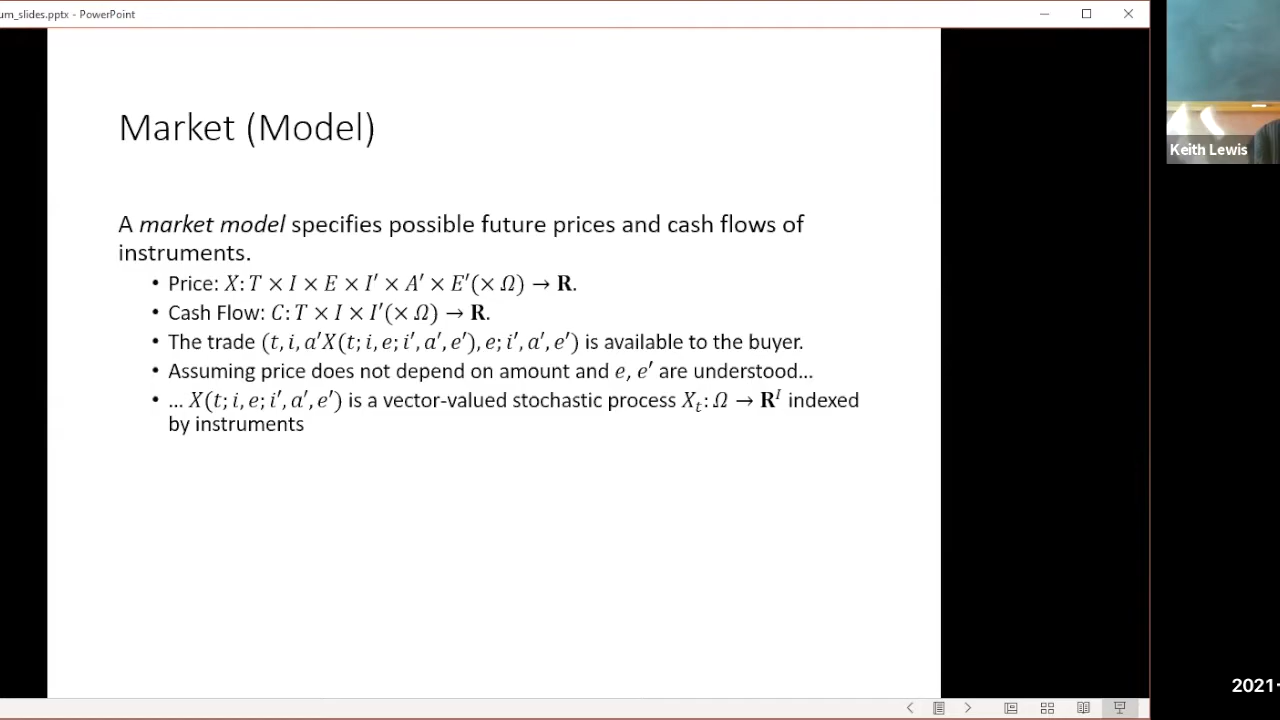 um_slides.pptx - PowerPoint
Market (Model)
A market model specifies possible future prices and cash flows of
instruments.
• Price: X: T × I × E × I′ × A′ × E′(× Ω) → R.
• Cash Flow: C: T × I × I′(× Ω) → R.
• The trade (t, i, a′X(t; i, e; i′, a′, e′), e; i′, a′, e′) is available to the buyer.
• Assuming price does not depend on amount and e, e′ are understood...
• ... X(t; i, e; i′, a′, e′) is a vector-valued stochastic process Xₜ: Ω → Rᴵ indexed
by instruments
Keith Lewis
2021-